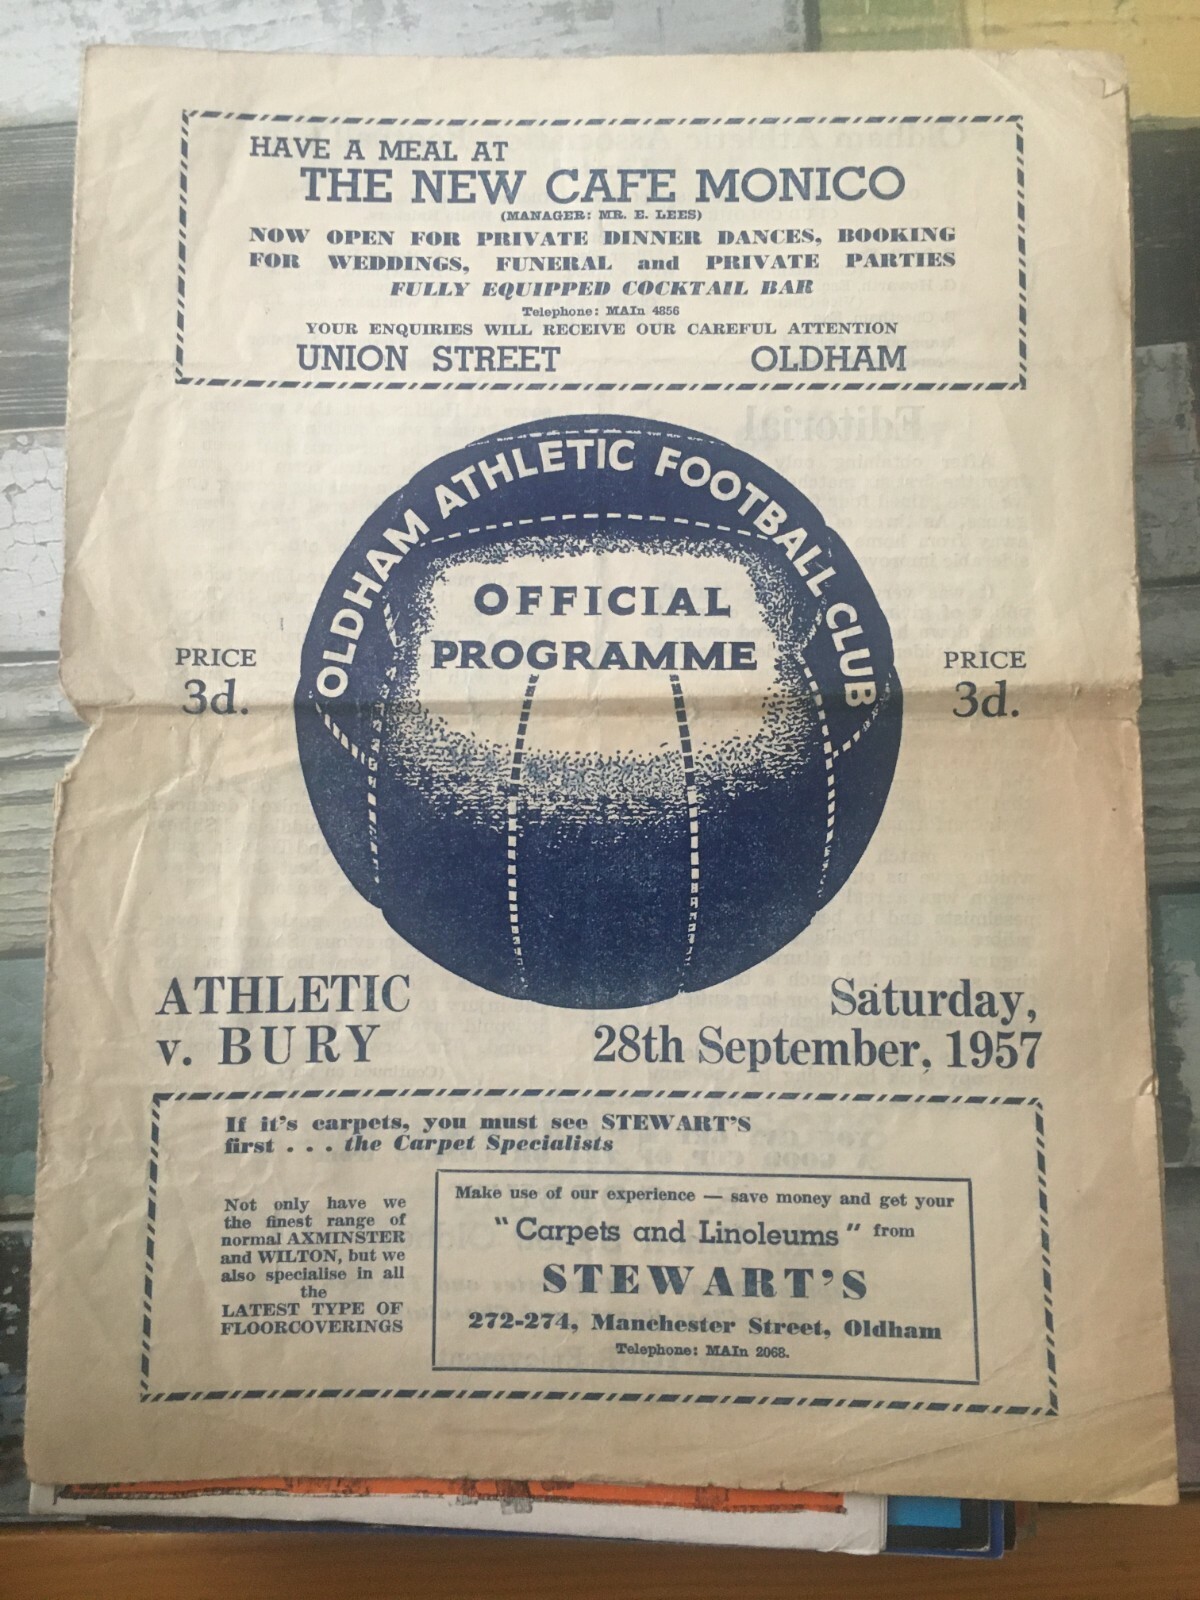 HAVE A MEAL AT
THE NEW CAFE MONICO
(MANAGER: MR. E. LEES)
NOW OPEN FOR PRIVATE DINNER DANCES, BOOKING
FOR WEDDINGS, FUNERAL and PRIVATE PARTIES
FULLY EQUIPPED COCKTAIL BAR
Telephone: MAIn 4856
YOUR ENQUIRIES WILL RECEIVE OUR CAREFUL ATTENTION
UNION STREET OLDHAM
OLDHAM ATHLETIC FOOTBALL CLUB
OFFICIAL
PROGRAMME
PRICE
3d.
PRICE
3d.
ATHLETIC
v. BURY
Saturday,
28th September, 1957
If it's carpets, you must see STEWART'S
first . . . the Carpet Specialists
Not only have we
the finest range of
normal AXMINSTER
and WILTON, but we
also specialise in all
the
LATEST TYPE OF
FLOORCOVERINGS
Make use of our experience — save money and get your
"Carpets and Linoleums" from
STEWART'S
272-274, Manchester Street, Oldham
Telephone: MAIn 2068.